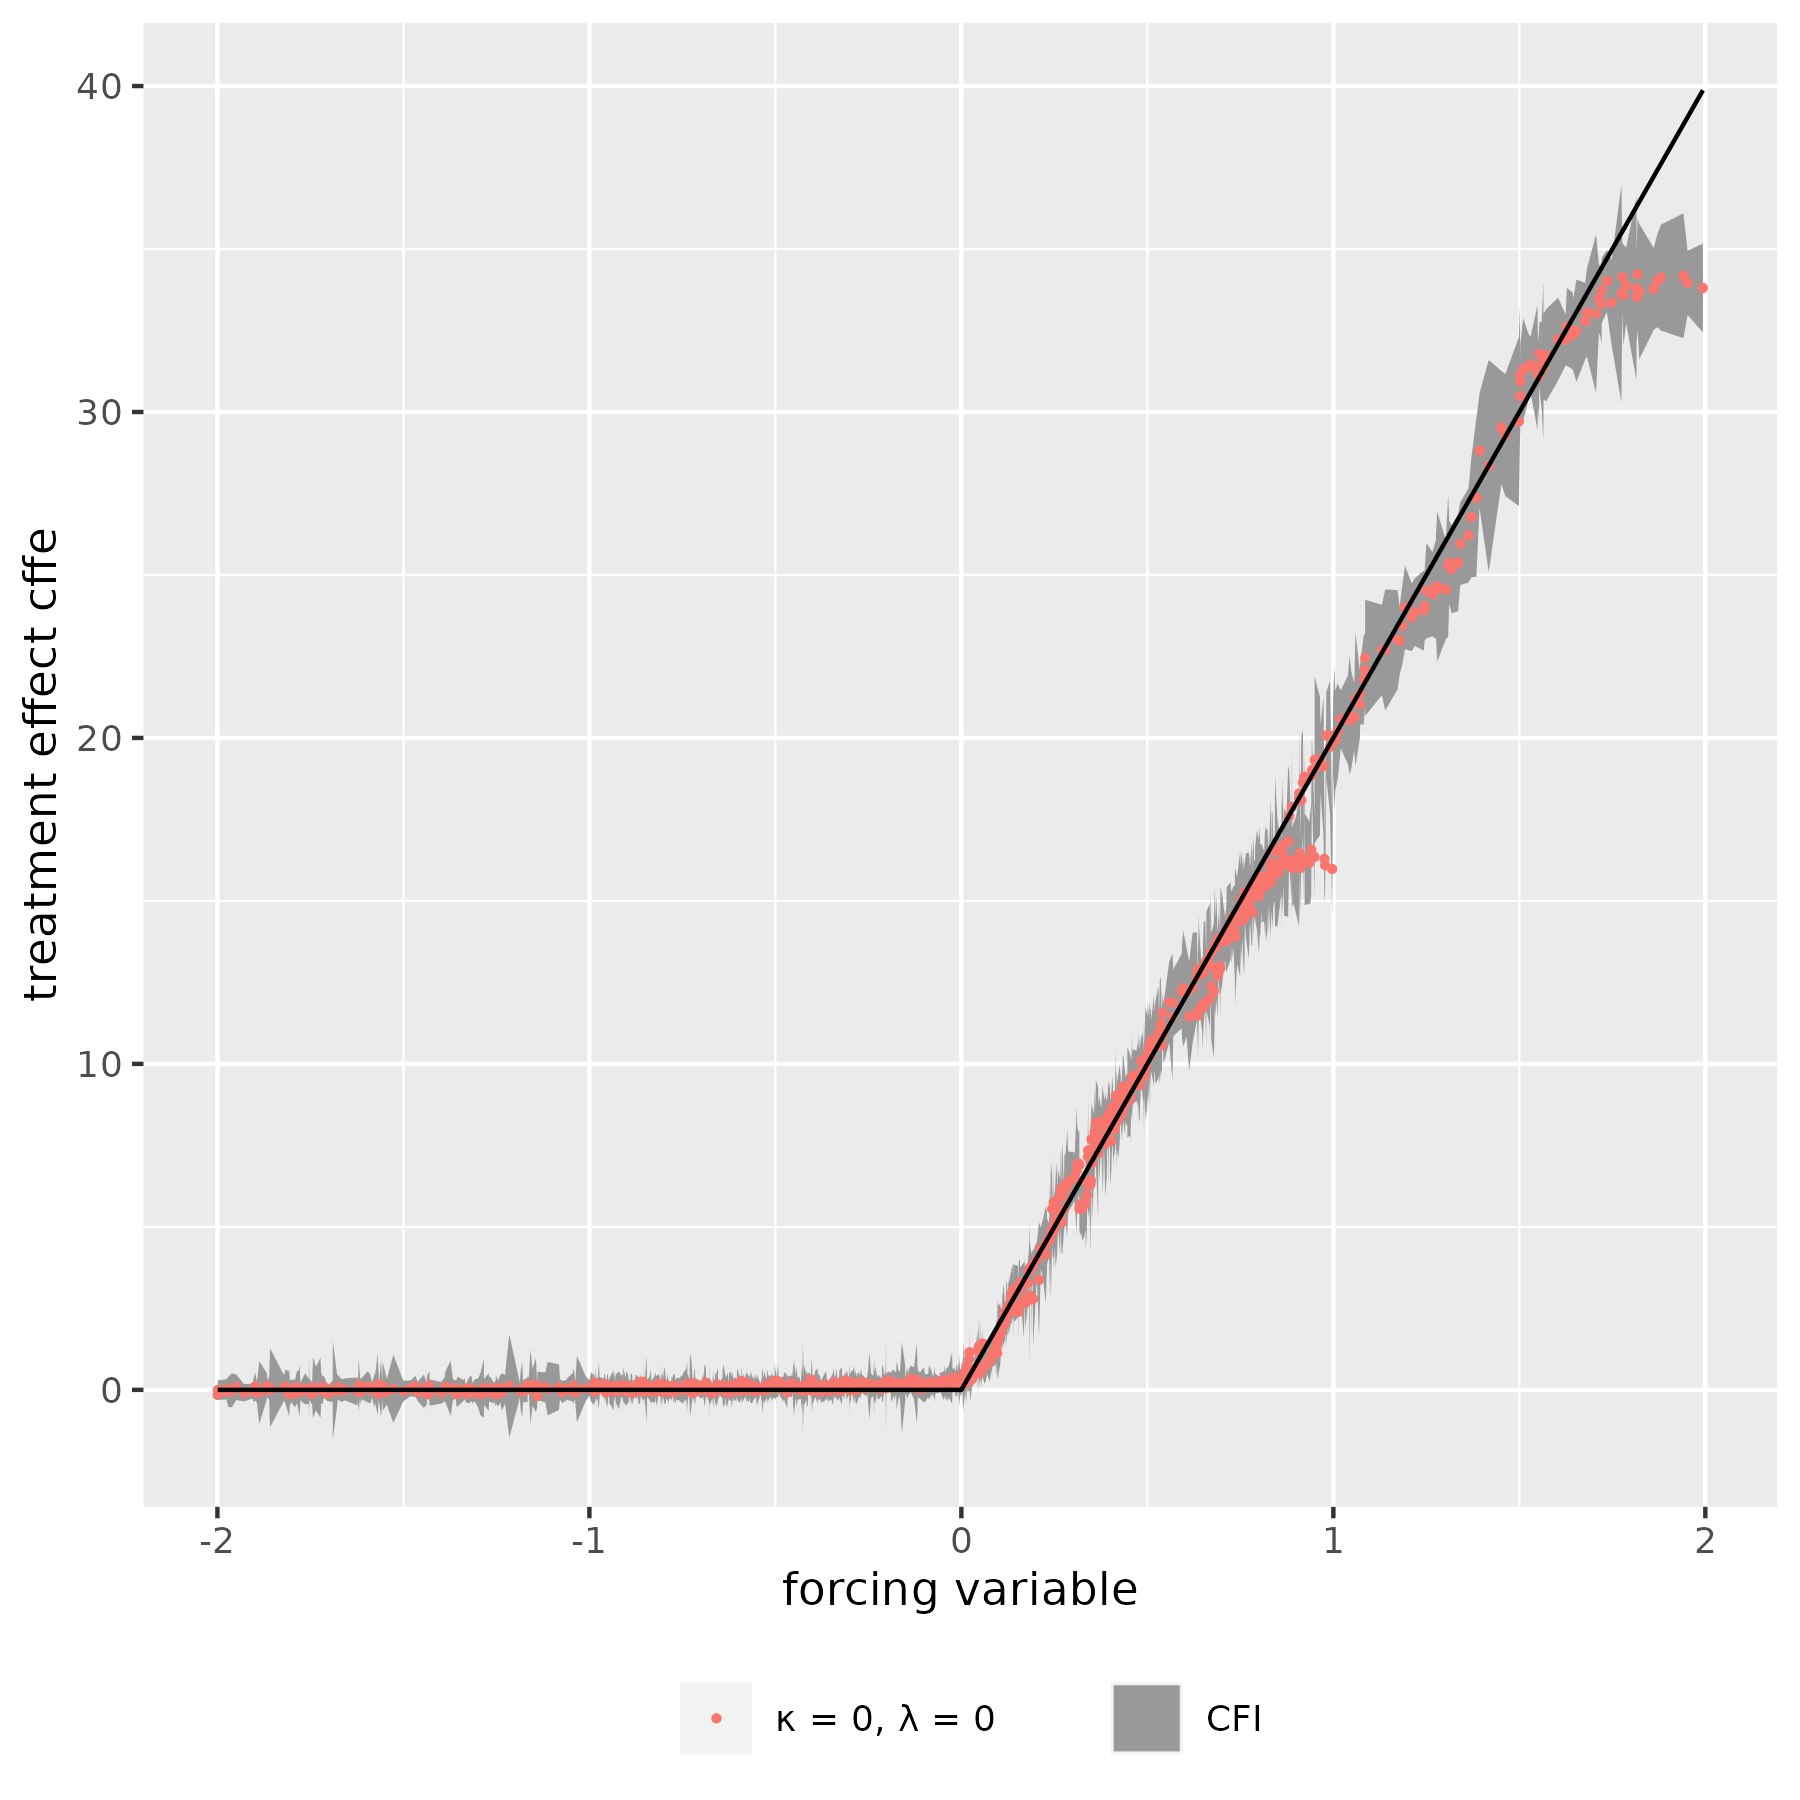 40
30
20
10
0
treatment effect cffe
-2
-1
0
1
2
forcing variable
κ = 0, λ = 0
CFI